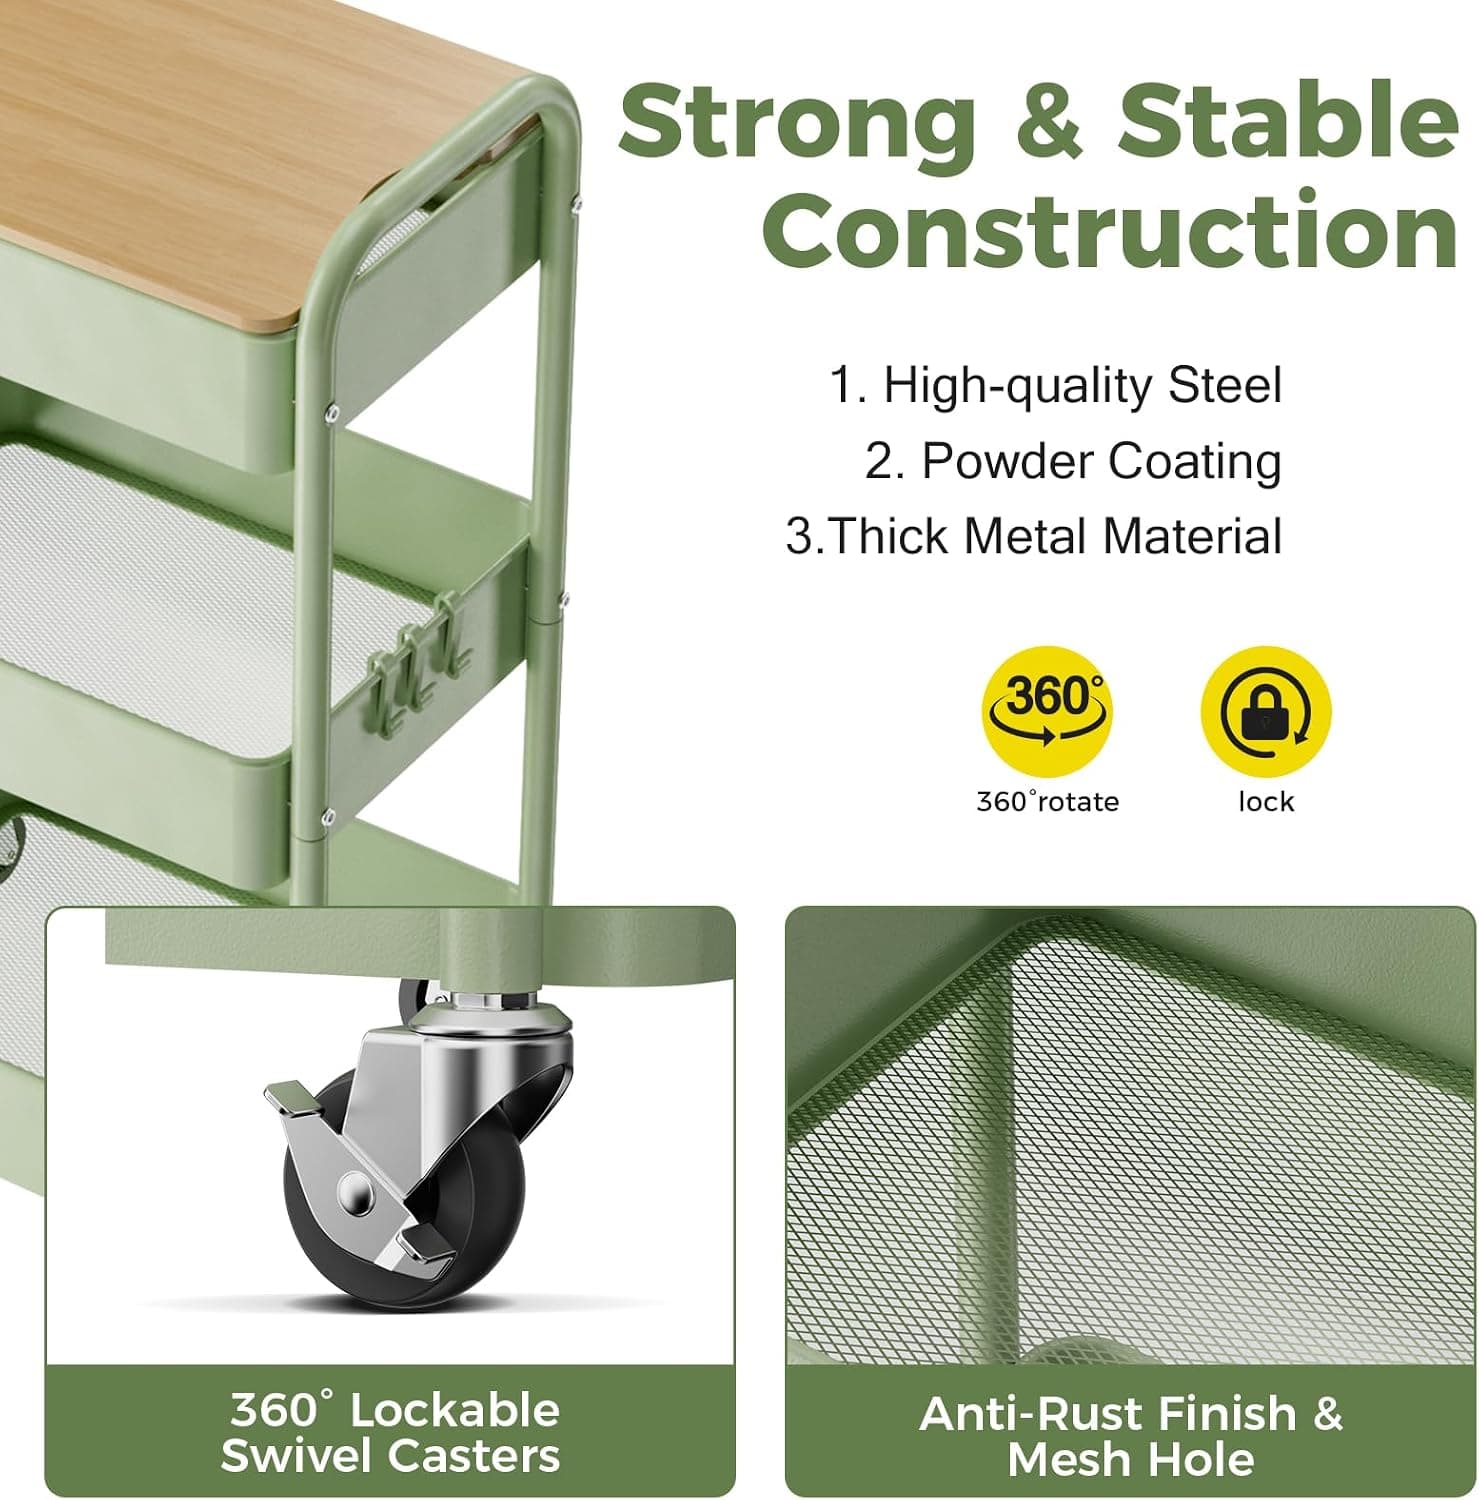 Strong & Stable
Construction
1. High-quality Steel
2. Powder Coating
3.Thick Metal Material
360°
360°rotate
lock
360° Lockable
Swivel Casters
Anti-Rust Finish &
Mesh Hole